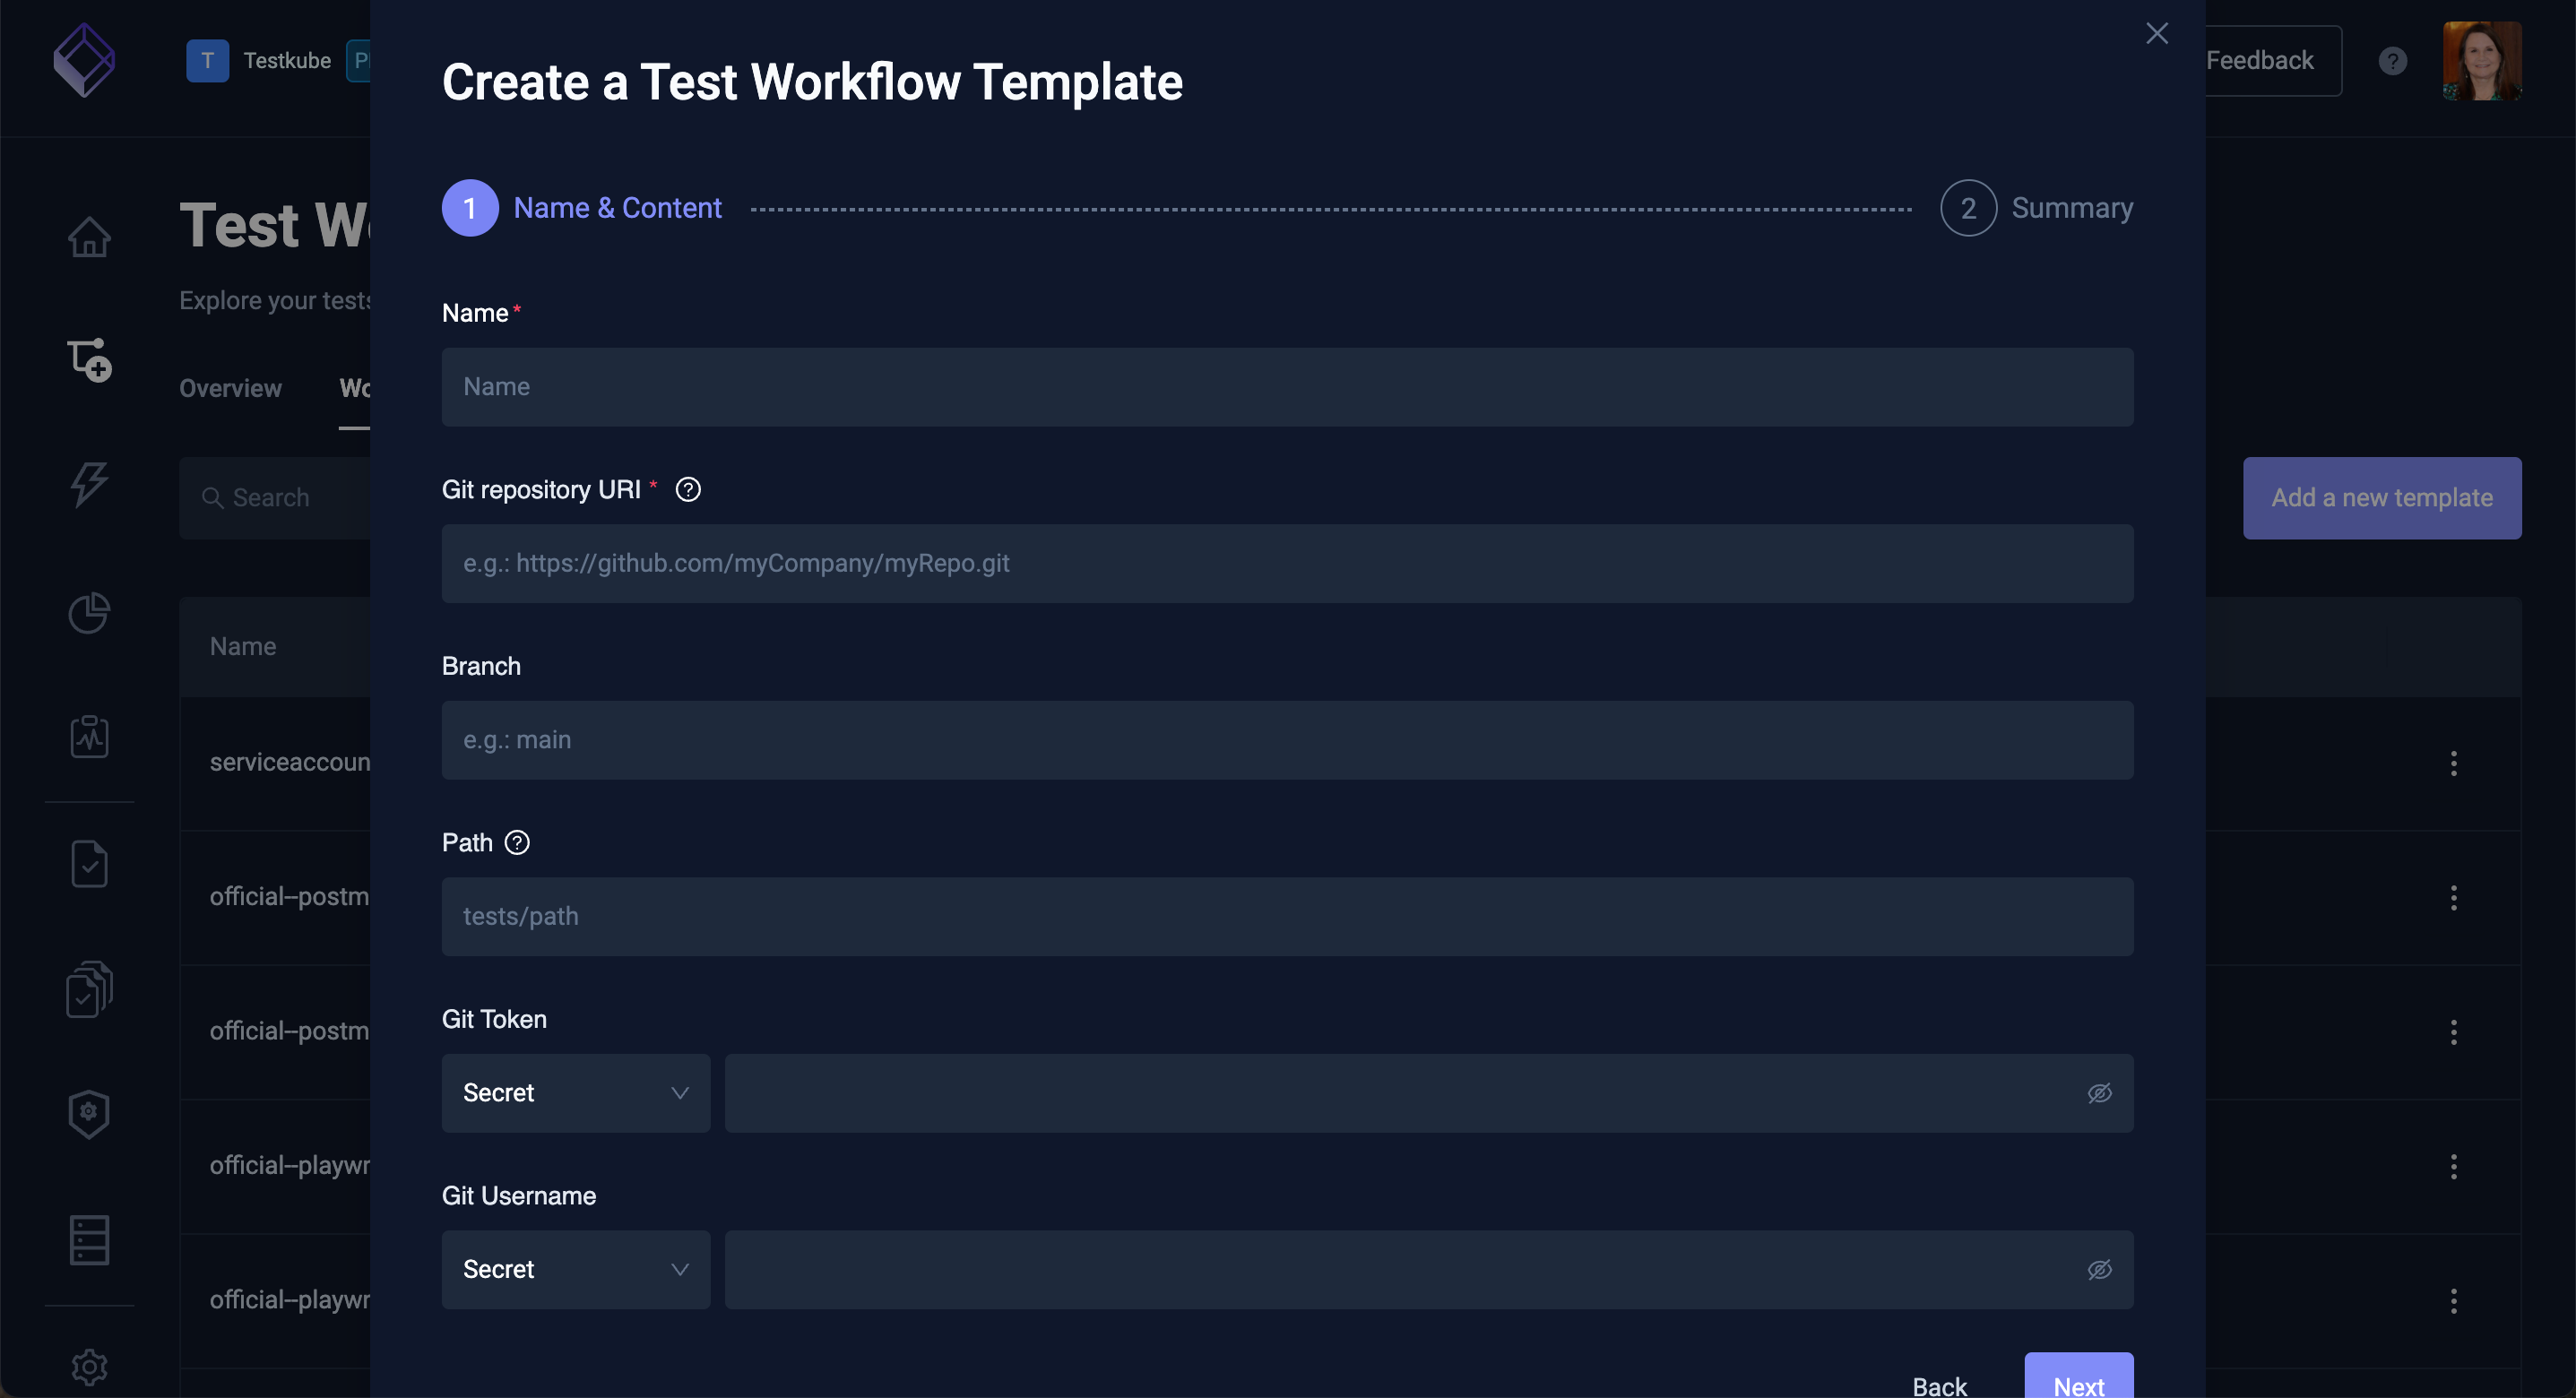 T Testkube
Feedback
?
Create a Test Workflow Template
1 Name & Content
2 Summary
Test
Explore your tests
Overview
Search
Add a new template
Name
Name*
Name
Git repository URI * ?
e.g.: https://github.com/myCompany/myRepo.git
Branch
e.g.: main
Path ?
tests/path
Git Token
Secret
Git Username
Secret
Back
Next
serviceaccoun
official--postm
official--postm
official--playwr
official--playwr